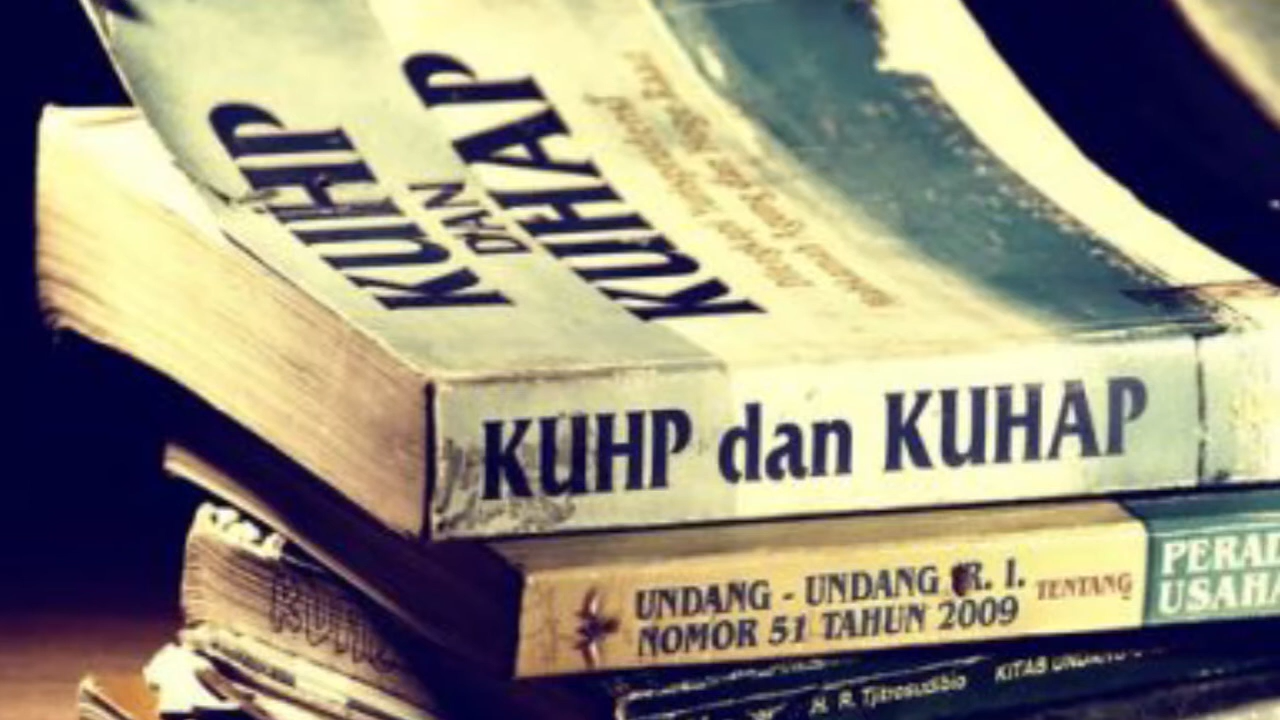 KUHP
DAN
KUHAP
KUHP dan KUHAP
UNDANG - UNDANG R. I.
NOMOR 51 TAHUN 2009
TENTANG
PERAD
USAHA
H. R. Tjitrosudibio
KITAB UNDANG